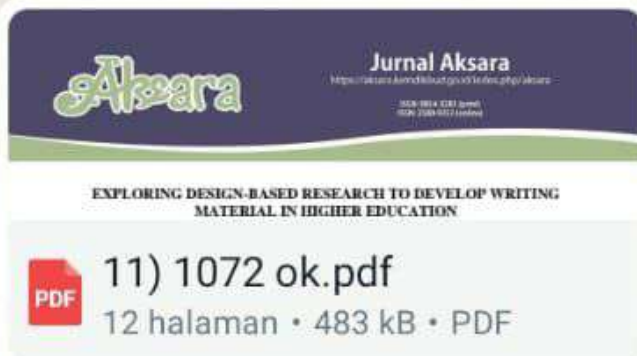 Aksara
Jurnal Aksara
EXPLORING DESIGN-BASED RESEARCH TO DEVELOP WRITING
MATERIAL IN HIGHER EDUCATION
PDF
11) 1072 ok.pdf
12 halaman • 483 kB • PDF